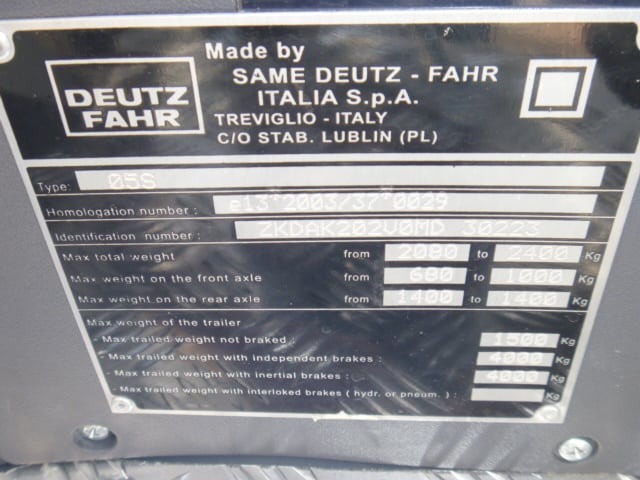 DEUTZ
FAHR
Made by
SAME DEUTZ - FAHR
ITALIA S.p.A.
TREVIGLIO - ITALY
C/O STAB. LUBLIN (PL)
Type: 05S
Homologation number : e13*2003/37*0029
Identification number : ZKDAK202V0MD 30223
Max total weight from 2080 to 2400 Kg
Max weight on the front axle from 680 to 1000 Kg
Max weight on the rear axle from 1400 to 1400 Kg
Max weight of the trailer
- Max trailed weight not braked: 1500 Kg
- Max trailed weight with independent brakes : 4000 Kg
- Max trailed weight with inertial brakes : 4000 Kg
- Max trailed weight with interloked brakes ( hydr. or pneum. ) : Kg